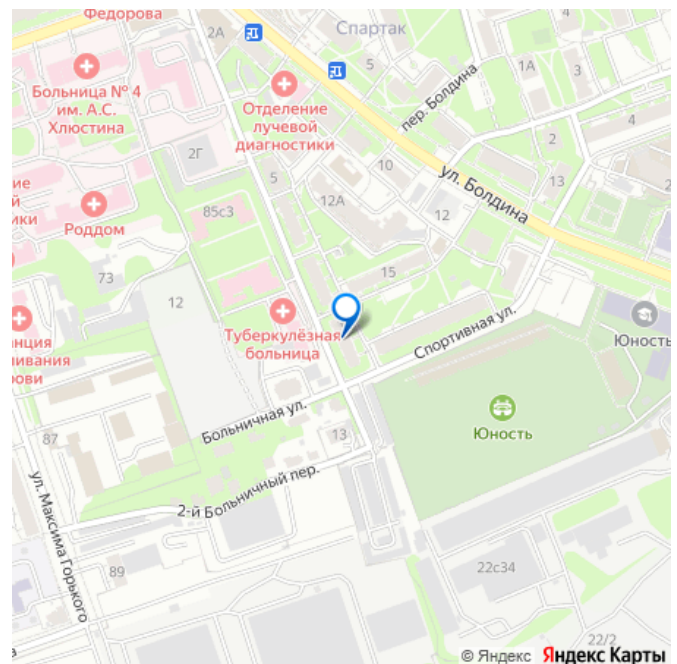 Федорова
2А
Спартак
4
Больница № 4
им. А.С.
Хлюстина
5
1А
3
Отделение
лучевой
диагностики
пер. Болдина
2
4
2Г
10
ул. Болдина
13
5
12А
Роддом
85с3
12
73
15
12
Туберкулёзная
больница
Спортивная ул.
Юность
Больничная ул.
Юность
87
13
2-й Больничный пер.
ул. Максима Горького
89
22с34
22/2
© Яндекс Яндекс Карты